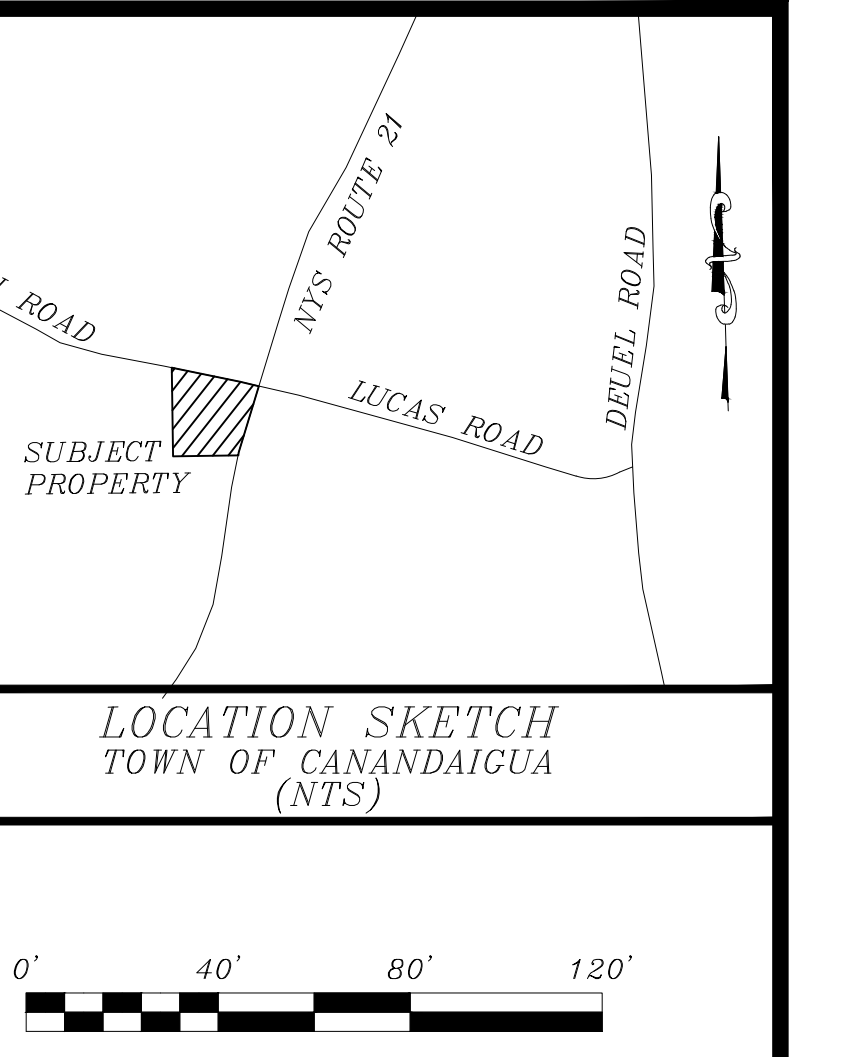 NYS ROUTE 21
DEUEL ROAD
ROAD
LUCAS ROAD
SUBJECT
PROPERTY
LOCATION SKETCH
TOWN OF CANANDAIGUA
(NTS)
0' 40' 80' 120'